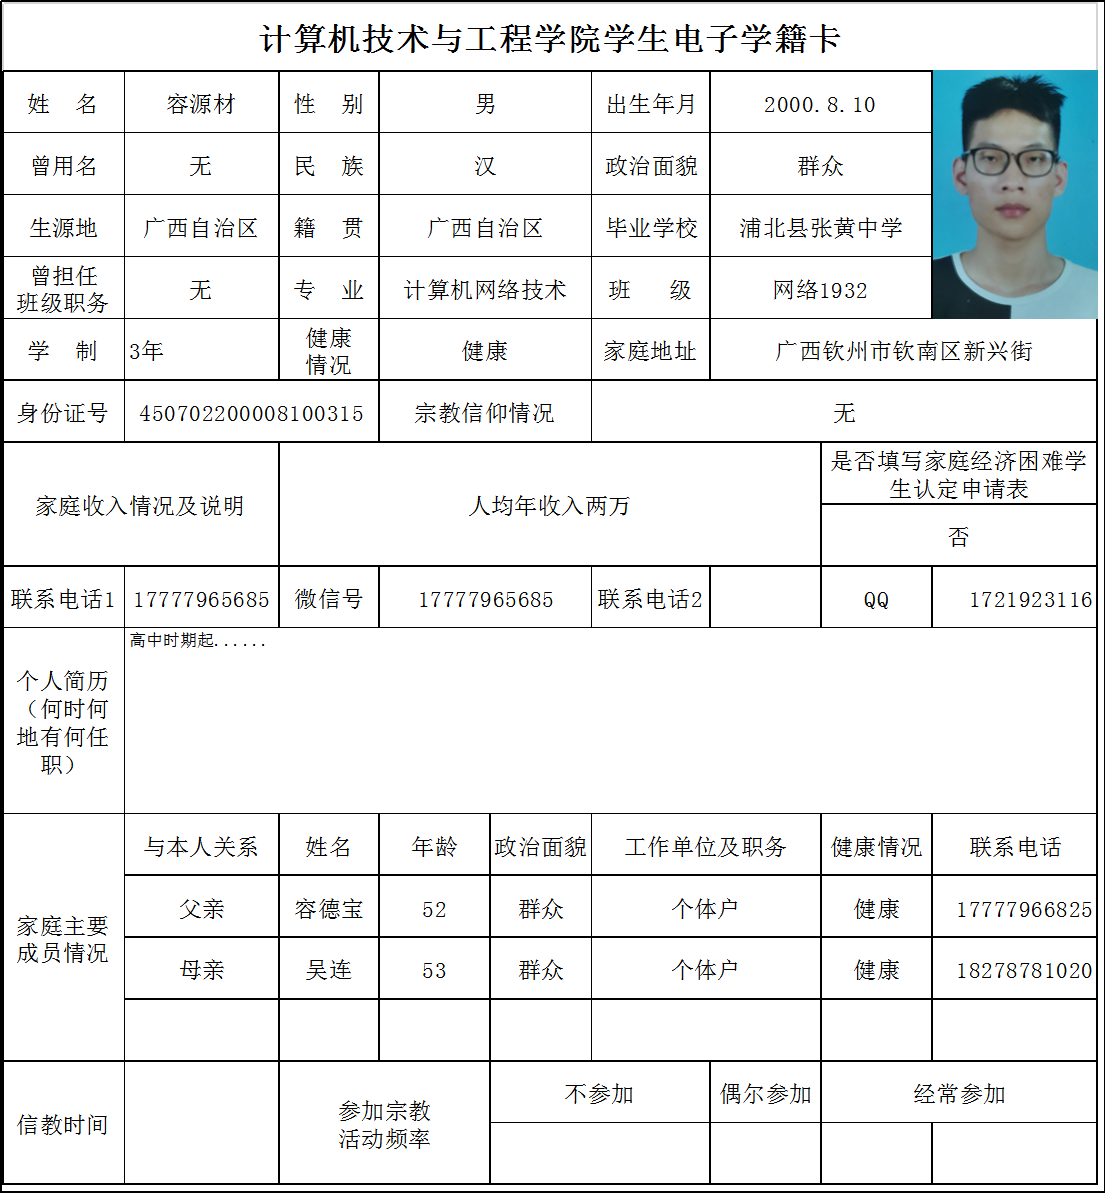 计算机技术与工程学院学生电子学籍卡
姓 名 容源材 性 别 男 出生年月 2000.8.10
曾用名 无 民 族 汉 政治面貌 群众
生源地 广西自治区 籍 贯 广西自治区 毕业学校 浦北县张黄中学
曾担任
班级职务 无 专 业 计算机网络技术 班 级 网络1932
学 制 3年 健康
情况 健康 家庭地址 广西钦州市钦南区新兴街
身份证号 450702200008100315 宗教信仰情况 无
家庭收入情况及说明 人均年收入两万 是否填写家庭经济困难学
生认定申请表
否
联系电话1 17777965685 微信号 17777965685 联系电话2 QQ 1721923116
个人简历
（何时何
地有何任
职）
高中时期起......
家庭主要
成员情况
与本人关系 姓名 年龄 政治面貌 工作单位及职务 健康情况 联系电话
父亲 容德宝 52 群众 个体户 健康 17777966825
母亲 吴连 53 群众 个体户 健康 18278781020
信教时间 参加宗教
活动频率
不参加 偶尔参加 经常参加